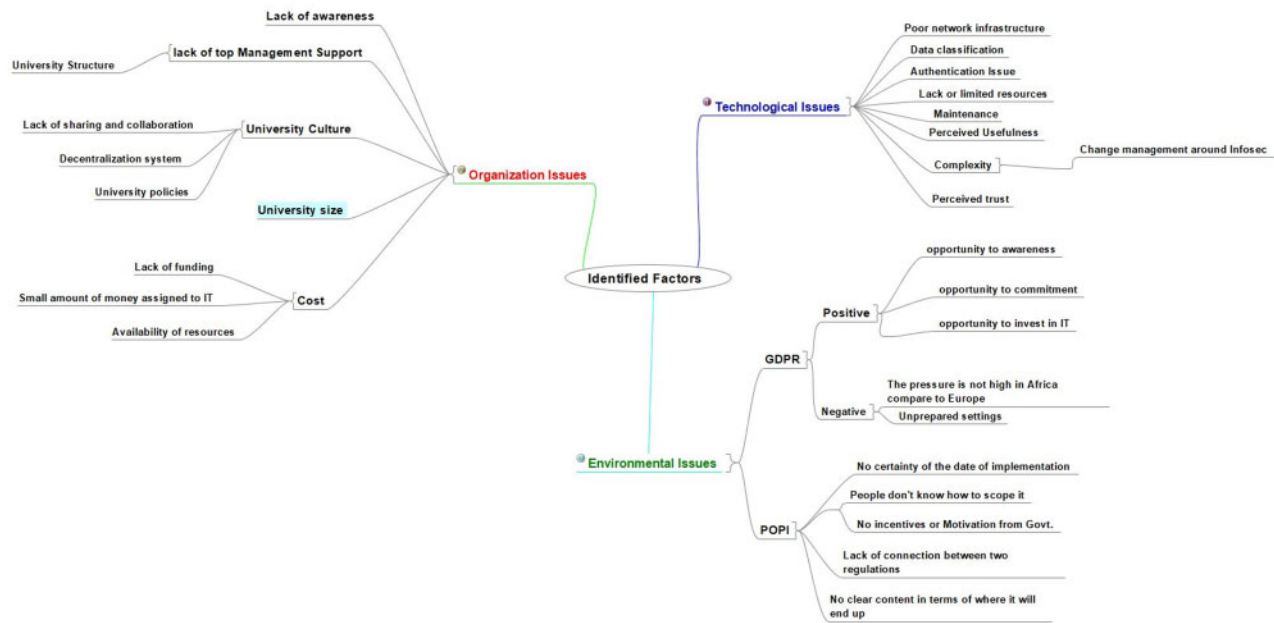 Identified Factors
Organization Issues
Lack of awareness
lack of top Management Support
University Structure
University Culture
Lack of sharing and collaboration
Decentralization system
University policies
University size
Cost
Lack of funding
Small amount of money assigned to IT
Availability of resources
Technological Issues
Poor network infrastructure
Data classification
Authentication Issue
Lack or limited resources
Maintenance
Perceived Usefulness
Complexity
Change management around Infosec
Perceived trust
Environmental Issues
GDPR
Positive
opportunity to awareness
opportunity to commitment
opportunity to invest in IT
Negative
The pressure is not high in Africa
compare to Europe
Unprepared settings
POPI
No certainty of the date of implementation
People don't know how to scope it
No incentives or Motivation from Govt.
Lack of connection between two
regulations
No clear content in terms of where it will
end up